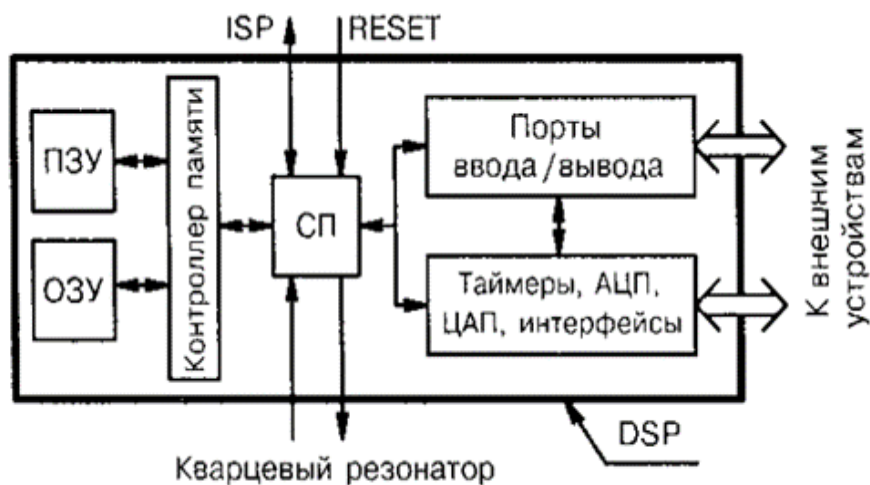 ISP
RESET
ПЗУ
ОЗУ
Контроллер памяти
СП
Порты
ввода/вывода
Таймеры, АЦП,
ЦАП, интерфейсы
К внешним
устройствам
DSP
Кварцевый резонатор